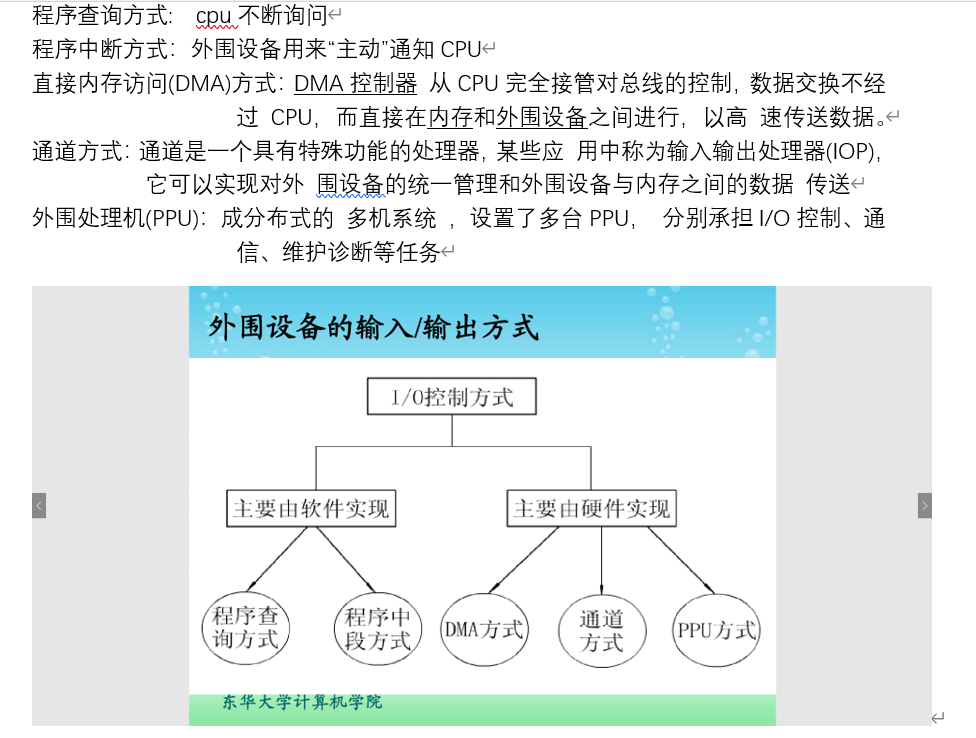 程序查询方式： cpu 不断询问
程序中断方式：外围设备用来“主动”通知 CPU
直接内存访问(DMA)方式：DMA 控制器 从 CPU 完全接管对总线的控制，数据交换不经
过 CPU，而直接在内存和外围设备之间进行，以高 速传送数据。
通道方式：通道是一个具有特殊功能的处理器，某些应 用中称为输入输出处理器(IOP)，
它可以实现对外 围设备的统一管理和外围设备与内存之间的数据 传送
外围处理机(PPU)：成分布式的 多机系统 ，设置了多台 PPU， 分别承担 I/O 控制、通
信、维护诊断等任务
外围设备的输入/输出方式
I/O控制方式
主要由软件实现
主要由硬件实现
程序查
询方式
程序中
段方式
DMA方式
通道
方式
PPU方式
东华大学计算机学院